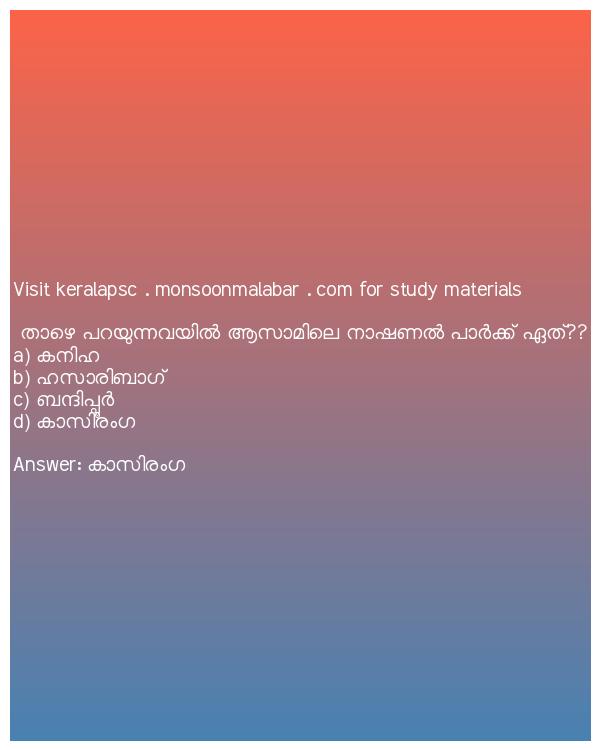 Visit keralapsc . monsoonmalabar . com for study materials
താഴെ പറയുന്നവയിൽ ആസാമിലെ നാഷണൽ പാർക്ക് ഏത്??
a) കനിഹ
b) ഹസാരിബാഗ്
c) ബന്ദിപ്പൂർ
d) കാസിരംഗ
Answer: കാസിരംഗ